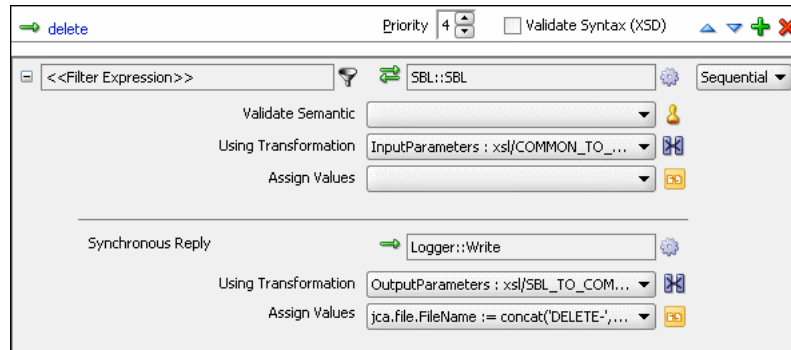 delete Priority 4 Validate Syntax (XSD)
<<Filter Expression>> SBL::SBL Sequential
Validate Semantic
Using Transformation InputParameters : xsl/COMMON_TO_...
Assign Values
Synchronous Reply Logger::Write
Using Transformation OutputParameters : xsl/SBL_TO_COM...
Assign Values jca.file.FileName := concat('DELETE-',...